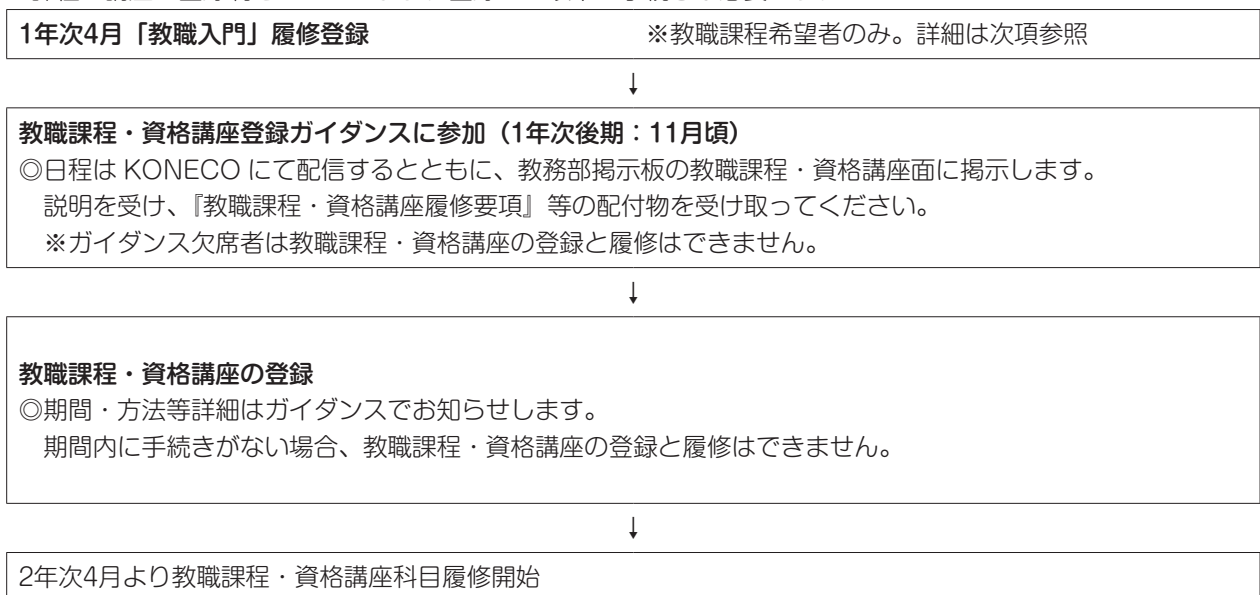 1年次4月「教職入門」履修登録 ※教職課程希望者のみ。詳細は次項参照
↓
教職課程・資格講座登録ガイダンスに参加（1年次後期：11月頃）
◎日程は KONECO にて配信するとともに、教務部掲示板の教職課程・資格講座面に掲示します。
説明を受け、『教職課程・資格講座履修要項』等の配付物を受け取ってください。
※ガイダンス欠席者は教職課程・資格講座の登録と履修はできません。
↓
教職課程・資格講座の登録
◎期間・方法等詳細はガイダンスでお知らせします。
期間内に手続きがない場合、教職課程・資格講座の登録と履修はできません。
↓
2年次4月より教職課程・資格講座科目履修開始